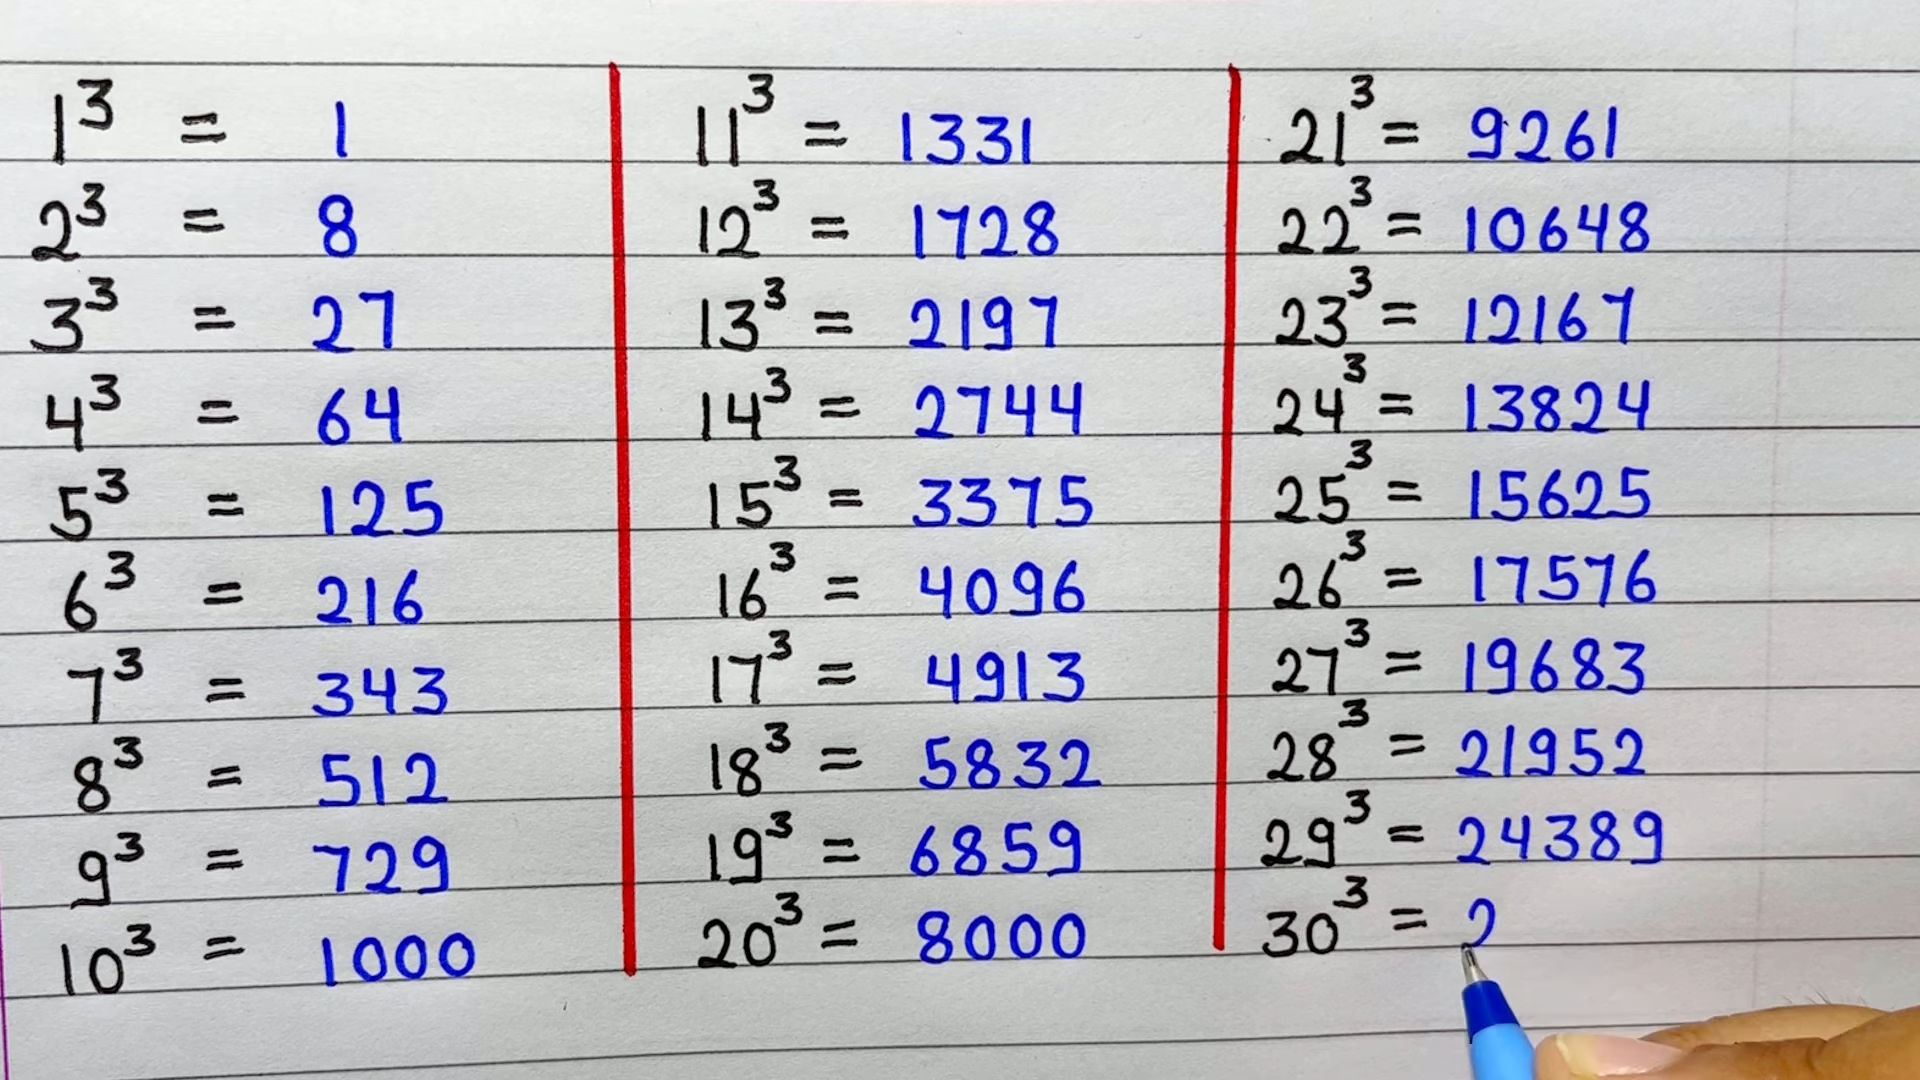 1³ = 1
2³ = 8
3³ = 27
4³ = 64
5³ = 125
6³ = 216
7³ = 343
8³ = 512
9³ = 729
10³ = 1000
11³ = 1331
12³ = 1728
13³ = 2197
14³ = 2744
15³ = 3375
16³ = 4096
17³ = 4913
18³ = 5832
19³ = 6859
20³ = 8000
21³ = 9261
22³ = 10648
23³ = 12167
24³ = 13824
25³ = 15625
26³ = 17576
27³ = 19683
28³ = 21952
29³ = 24389
30³ = 2